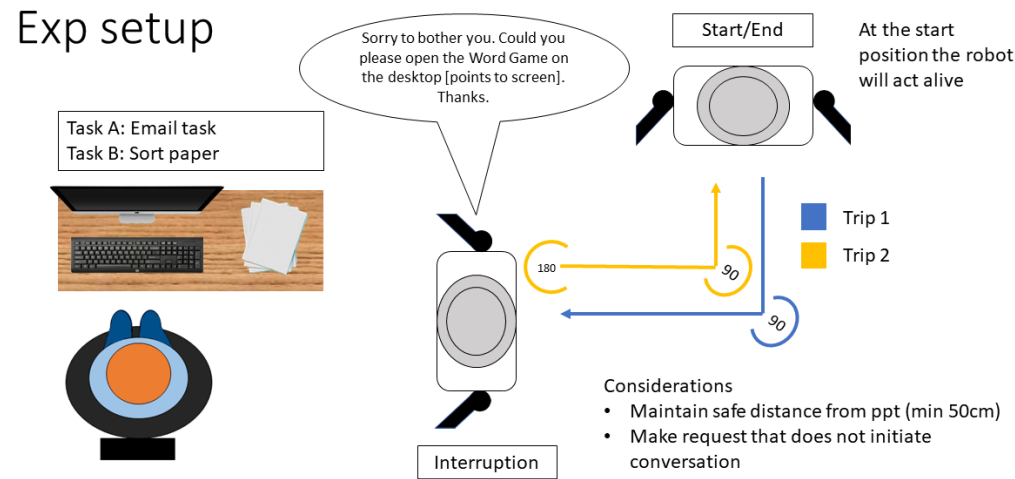 Exp setup
Sorry to bother you. Could you
please open the Word Game on
the desktop [points to screen].
Thanks.
Start/End
At the start
position the robot
will act alive
Task A: Email task
Task B: Sort paper
Trip 1
Trip 2
180
90
90
Considerations
• Maintain safe distance from ppt (min 50cm)
• Make request that does not initiate
conversation
Interruption